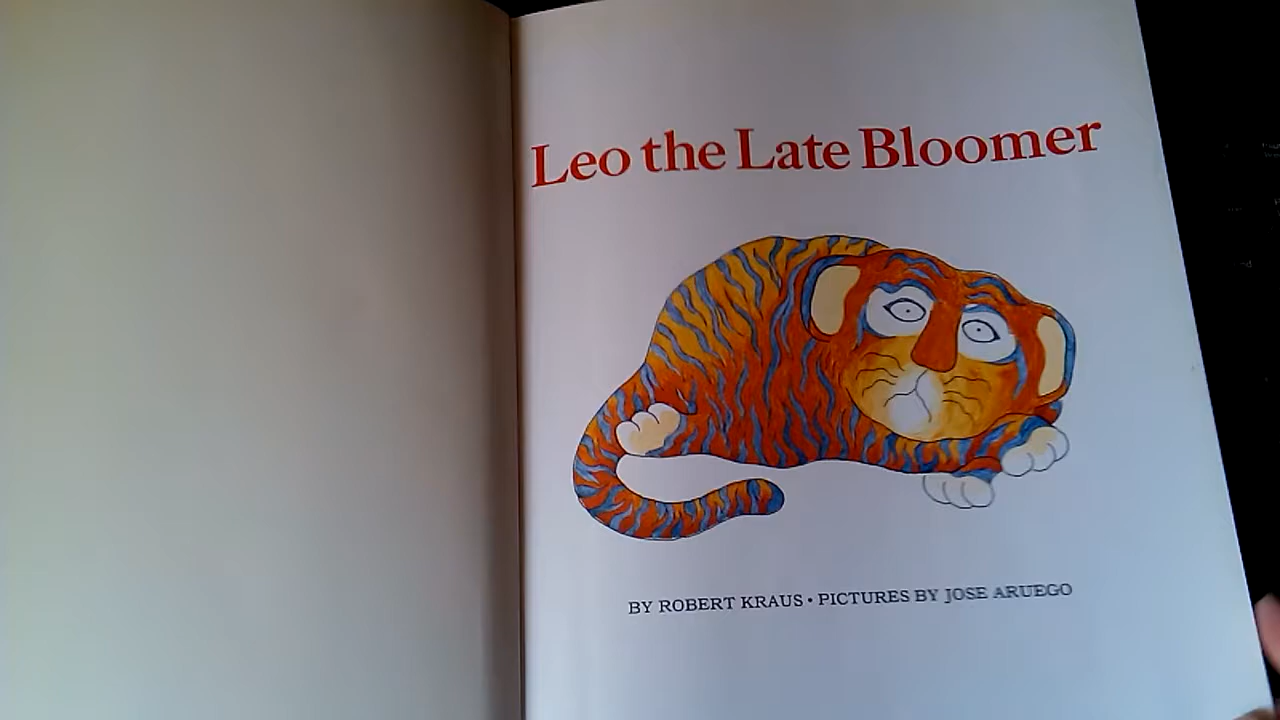 Leo the Late Bloomer
BY ROBERT KRAUS • PICTURES BY JOSE ARUEGO